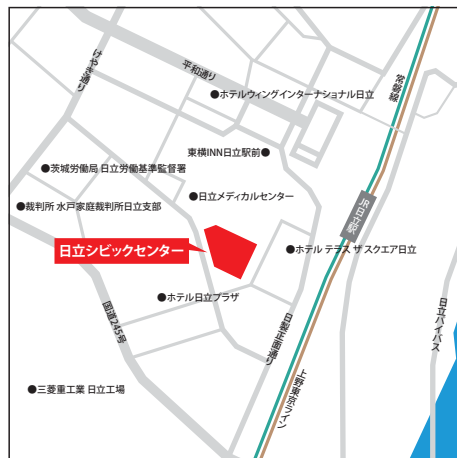 けやき通り
平和通り
常磐線
ホテルウィングインターナショナル日立
東横INN日立駅前
茨城労働局 日立労働基準監督署
日立メディカルセンター
裁判所 水戸家庭裁判所日立支部
JR日立駅
日立シビックセンター
ホテル テラス ザ スクエア日立
ホテル日立プラザ
国道245号
日製正面通り
日立バイパス
上野東京ライン
三菱重工業 日立工場